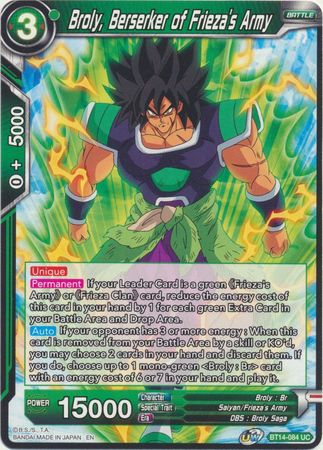 3
Broly, Berserker of Frieza's Army
BATTLE
0 + 5000
Unique
Permanent If your Leader Card is a green 《Frieza's
Army》 or 《Frieza Clan》 card, reduce the energy cost of
this card in your hand by 1 for each green Extra Card in
your Battle Area and Drop Area.
Auto If your opponent has 3 or more energy : When this
card is removed from your Battle Area by a skill or KO'd,
you may choose 2 cards in your hand and discard them. If
you do, choose up to 1 mono-green <Broly : Br> card
with an energy cost of 6 or 7 in your hand and play it.
POWER 15000
Character Broly : Br
Special Trait Saiyan/Frieza's Army
Era DBS : Broly Saga
©B.S./S., T.A.
BANDAI MADE IN JAPAN EN
BT14-084 UC